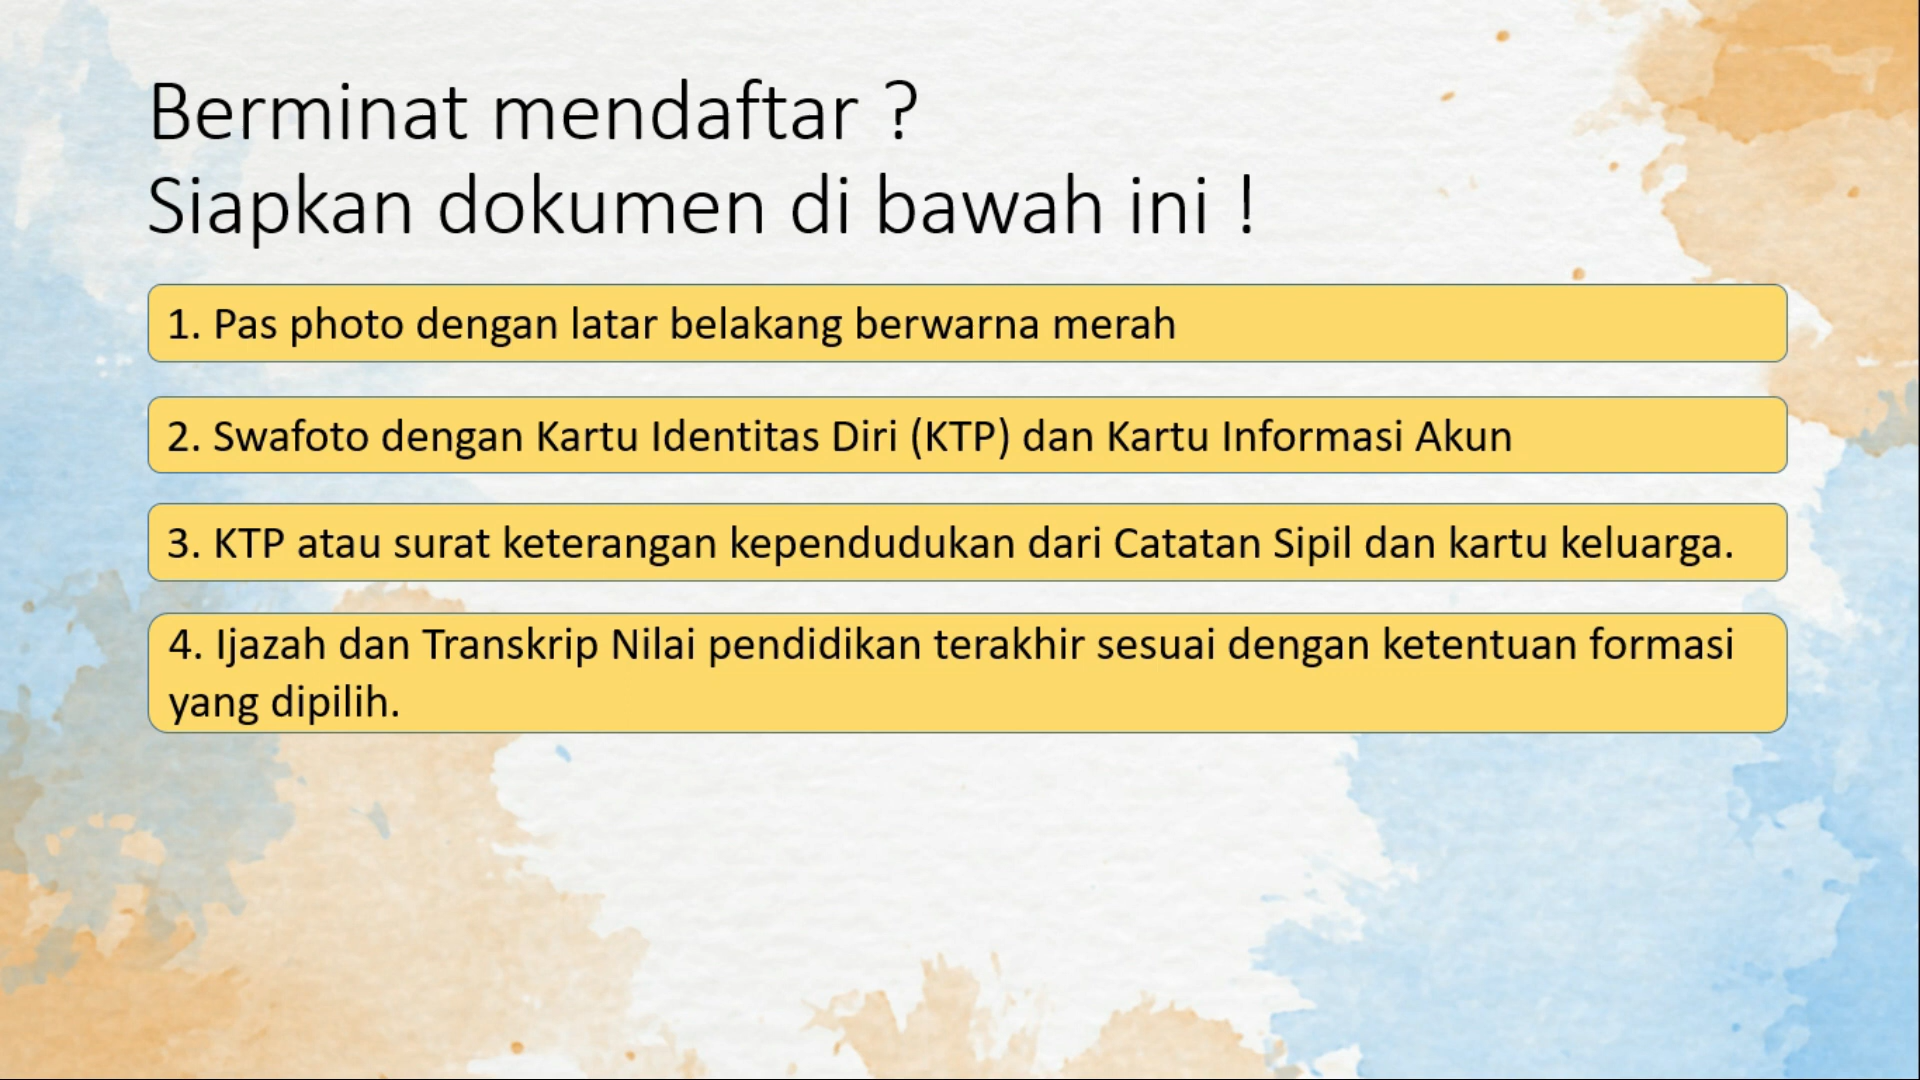 Berminat mendaftar ?
Siapkan dokumen di bawah ini !
1. Pas photo dengan latar belakang berwarna merah
2. Swafoto dengan Kartu Identitas Diri (KTP) dan Kartu Informasi Akun
3. KTP atau surat keterangan kependudukan dari Catatan Sipil dan kartu keluarga.
4. Ijazah dan Transkrip Nilai pendidikan terakhir sesuai dengan ketentuan formasi
yang dipilih.